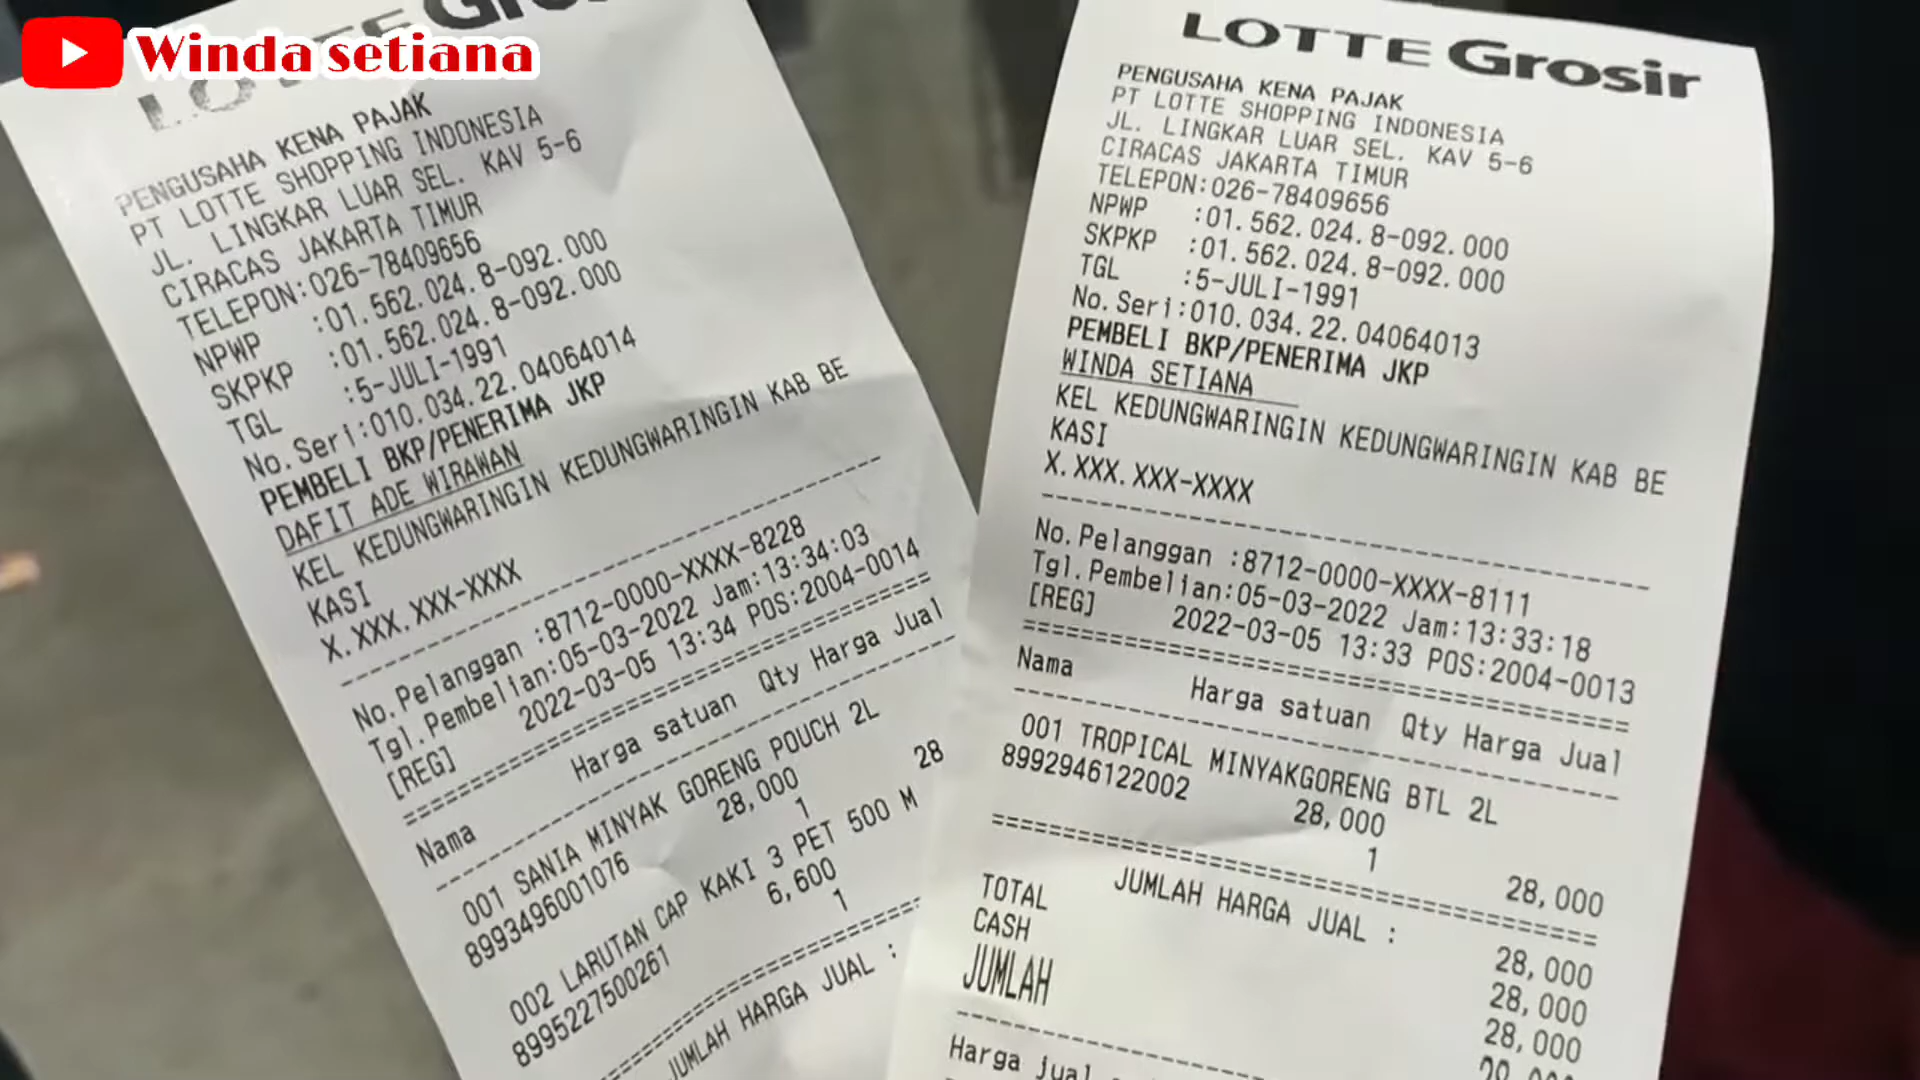 Winda setiana
LOTTE Grosir
PENGUSAHA KENA PAJAK
PT LOTTE SHOPPING INDONESIA
JL. LINGKAR LUAR SEL. KAV 5-6
CIRACAS JAKARTA TIMUR
TELEPON:026-78409656
NPWP :01.562.024.8-092.000
SKPKP :01.562.024.8-092.000
TGL :5-JULI-1991
No.Seri:010.034.22.04064014
PEMBELI BKP/PENERIMA JKP
DAFIT ADE WIRAWAN
KEL KEDUNGWARINGIN KEDUNGWARINGIN KAB BE
KASI
X.XXX.XXX-XXXX
No.Pelanggan :8712-0000-XXXX-8228
Tgl.Pembelian:05-03-2022 Jam:13:34:03
[REG] 2022-03-05 13:34 POS:2004-0014
Nama Harga satuan Qty Harga Jual
001 SANIA MINYAK GORENG POUCH 2L
8993496001076 28,000 1 28
002 LARUTAN CAP KAKI 3 PET 500 M
8995227500261 6,600 1
JUMLAH HARGA JUAL :
LOTTE Grosir
PENGUSAHA KENA PAJAK
PT LOTTE SHOPPING INDONESIA
JL. LINGKAR LUAR SEL. KAV 5-6
CIRACAS JAKARTA TIMUR
TELEPON:026-78409656
NPWP :01.562.024.8-092.000
SKPKP :01.562.024.8-092.000
TGL :5-JULI-1991
No.Seri:010.034.22.04064013
PEMBELI BKP/PENERIMA JKP
WINDA SETIANA
KEL KEDUNGWARINGIN KEDUNGWARINGIN KAB BE
KASI
X.XXX.XXX-XXXX
No.Pelanggan :8712-0000-XXXX-8111
Tgl.Pembelian:05-03-2022 Jam:13:33:18
[REG] 2022-03-05 13:33 POS:2004-0013
Nama Harga satuan Qty Harga Jual
001 TROPICAL MINYAKGORENG BTL 2L
8992946122002 28,000 1 28,000
JUMLAH HARGA JUAL :
TOTAL 28,000
CASH 28,000
JUMLAH 28,000
Harga jual